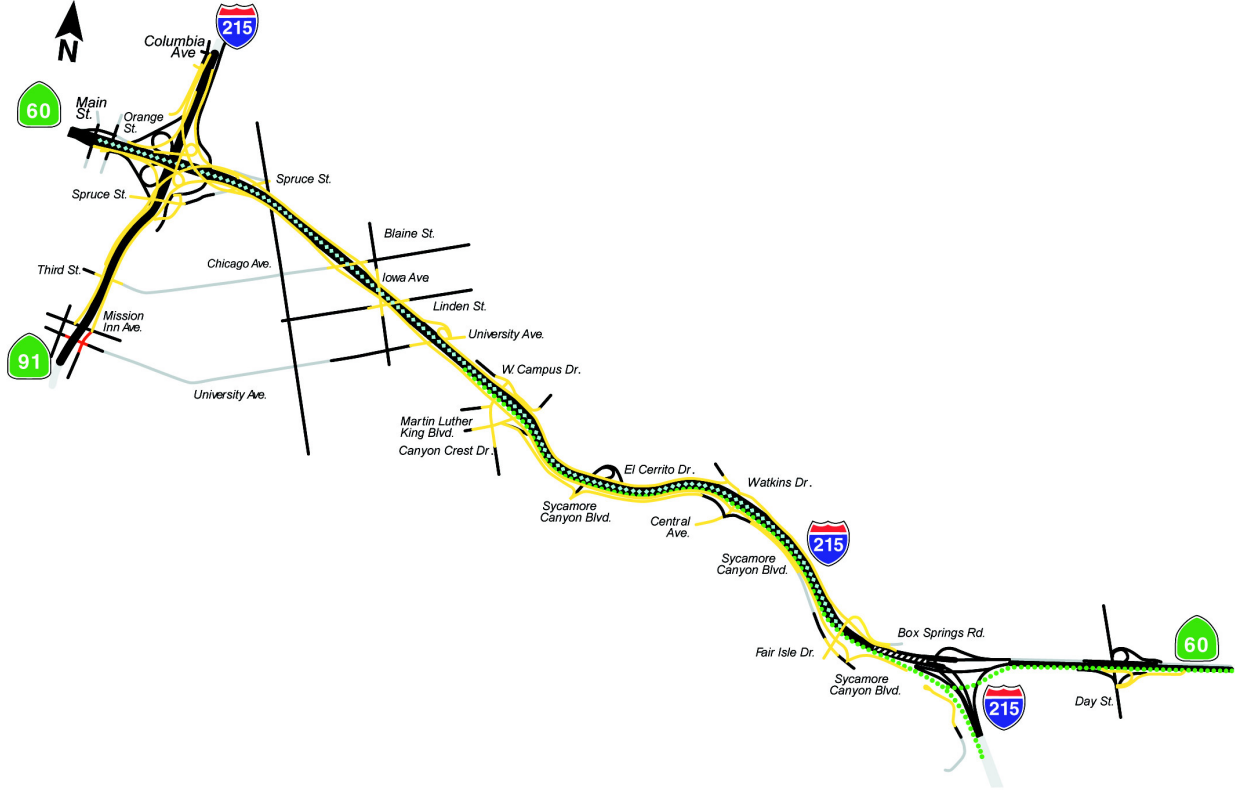 N
215
Columbia
Ave
60
Main
St.
Orange
St.
Spruce St.
Spruce St.
Blaine St.
Chicago Ave.
Third St.
Iowa Ave
Linden St.
Mission
Inn Ave.
University Ave.
91
W. Campus Dr.
University Ave.
Martin Luther
King Blvd.
Canyon Crest Dr.
El Cerrito Dr.
Watkins Dr.
Sycamore
Canyon Blvd.
Central
Ave.
215
Sycamore
Canyon Blvd.
Box Springs Rd.
60
Fair Isle Dr.
Sycamore
Canyon Blvd.
215
Day St.